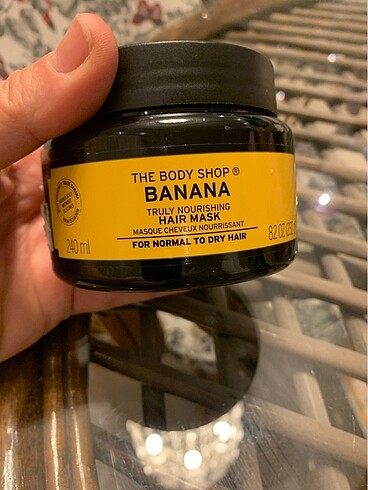 THE BODY SHOP®
BANANA
TRULY NOURISHING
HAIR MASK
MASQUE CHEVEUX NOURRISSANT
FOR NORMAL TO DRY HAIR
240 ml
8.2 OZ